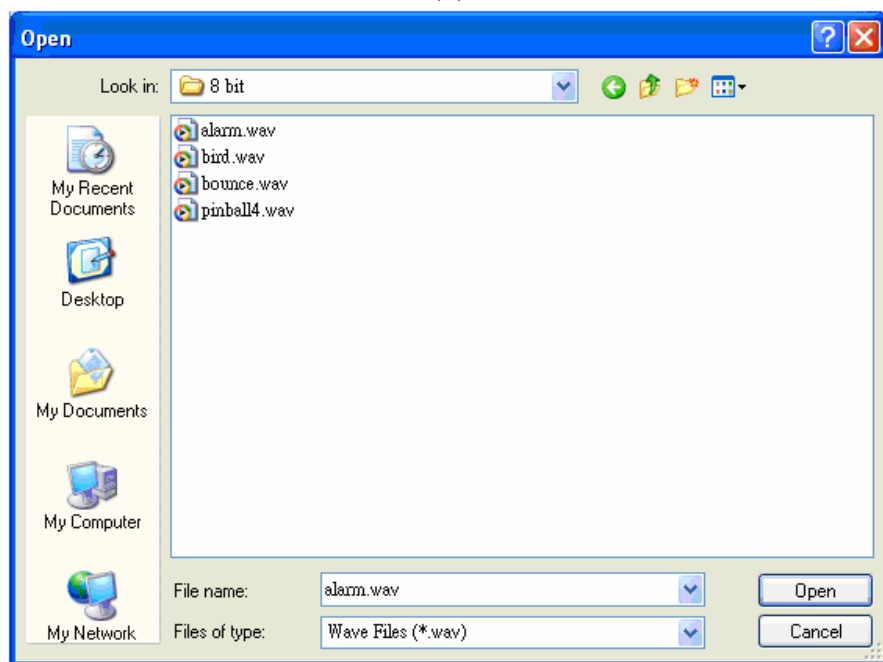 Open
Look in: 8 bit
alarm.wav
bird.wav
bounce.wav
pinball4.wav
My Recent
Documents
Desktop
My Documents
My Computer
My Network
File name: alarm.wav Open
Files of type: Wave Files (*.wav) Cancel